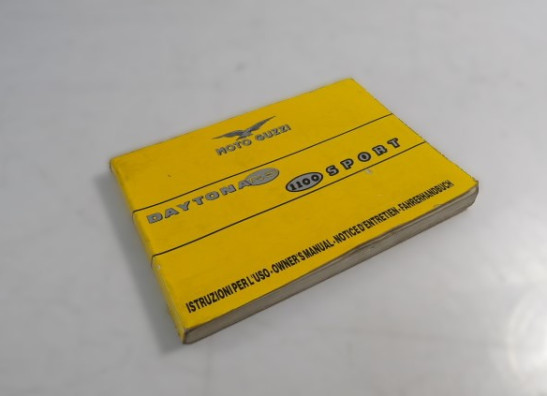 MOTO GUZZI
DAYTONA 1100 SPORT
ISTRUZIONI PER L'USO - OWNER'S MANUAL - NOTICE D'ENTRETIEN - FAHRERHANDBUCH